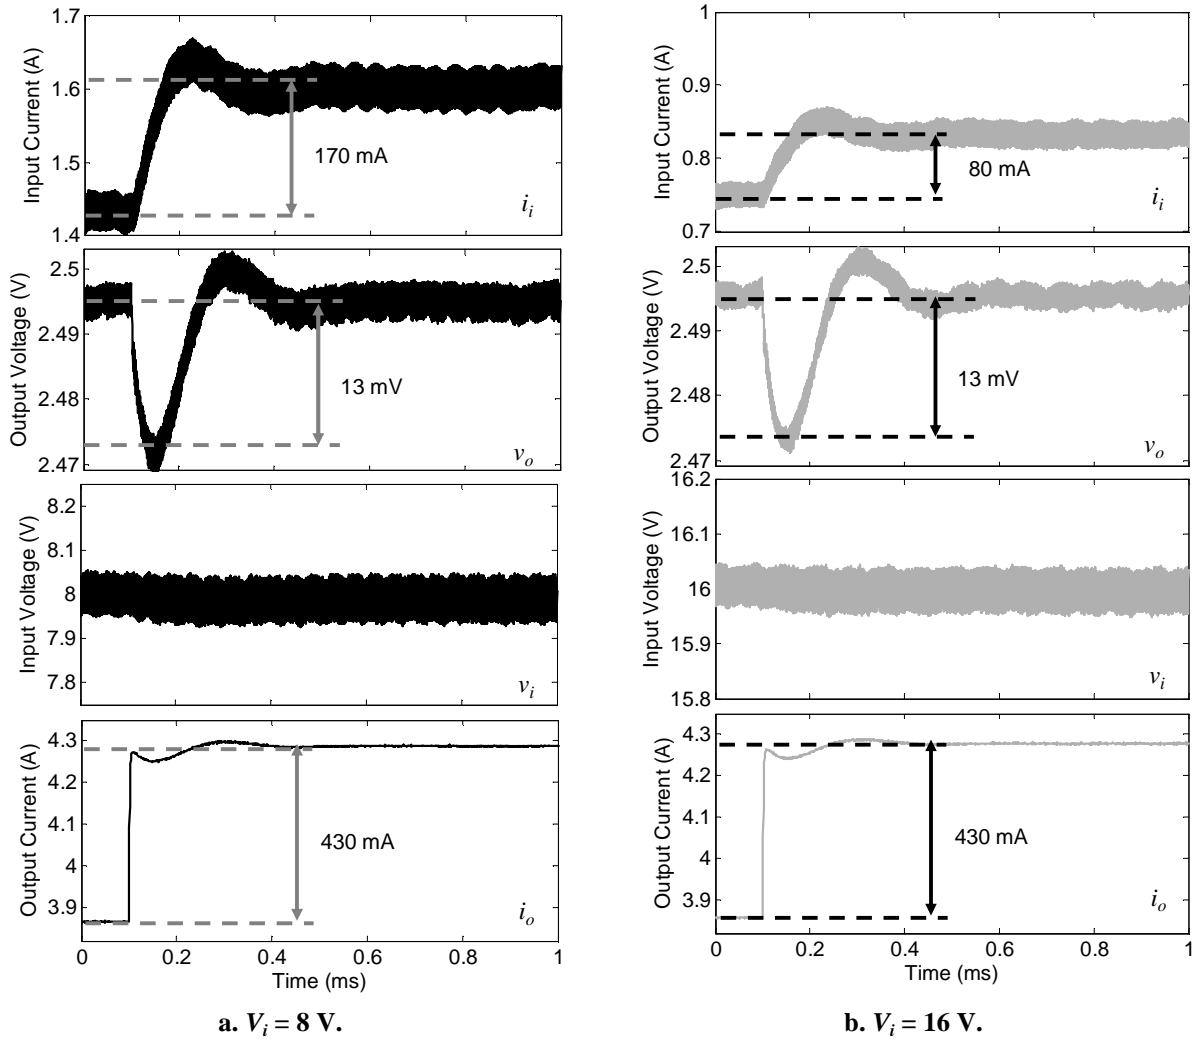 1.7
1.6
1.5
1.4
Input Current (A)
170 mA
i_i
2.5
2.49
2.48
2.47
Output Voltage (V)
13 mV
v_o
8.2
8.1
8
7.9
7.8
Input Voltage (V)
v_i
4.3
4.2
4.1
4
3.9
Output Current (A)
430 mA
i_o
0 0.2 0.4 0.6 0.8 1
Time (ms)
a. V_i = 8 V.
1
0.9
0.8
0.7
Input Current (A)
80 mA
i_i
2.5
2.49
2.48
2.47
2.46
Output Voltage (V)
13 mV
v_o
16.2
16.1
16
15.9
15.8
Input Voltage (V)
v_i
4.3
4.2
4.1
4
3.9
Output Current (A)
430 mA
i_o
0 0.2 0.4 0.6 0.8 1
Time (ms)
b. V_i = 16 V.